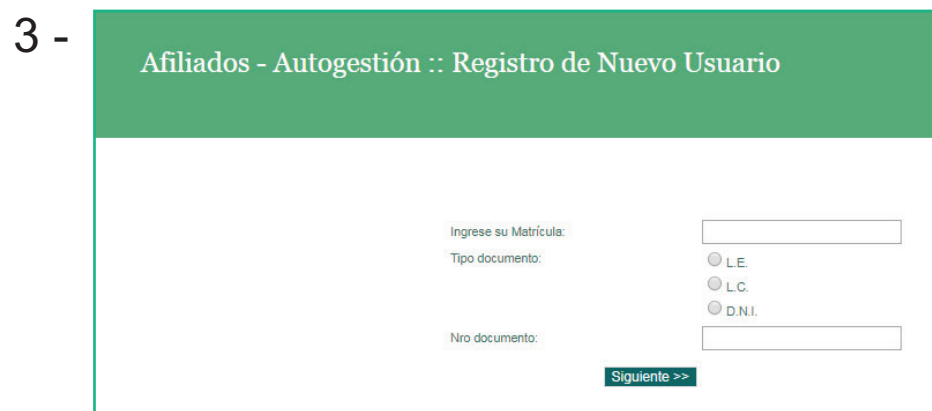 3 -
Afiliados - Autogestión :: Registro de Nuevo Usuario
Ingrese su Matrícula:
Tipo documento:
L.E.
L.C.
D.N.I.
Nro documento:
Siguiente >>